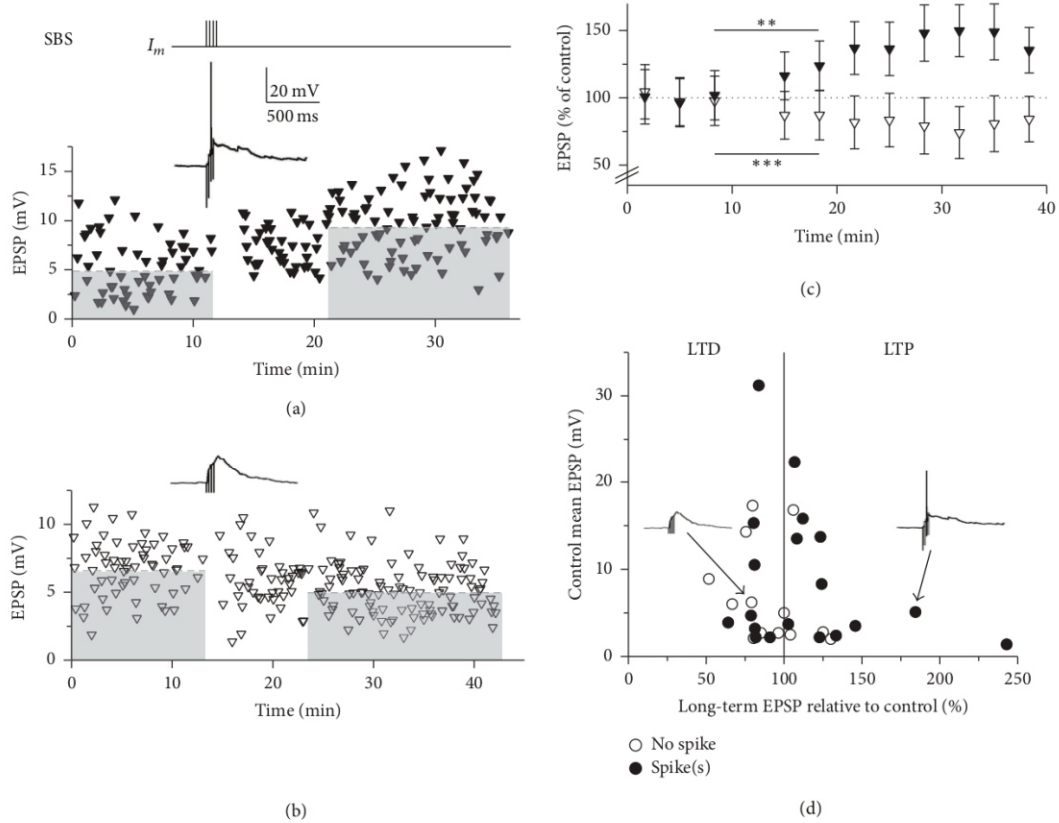 SBS
Im
20 mV
500 ms
15
10
5
0
EPSP (mV)
0 10 20 30
Time (min)
(a)
10
5
0
EPSP (mV)
0 10 20 30 40
Time (min)
(b)
**
150
100
50
EPSP (% of control)
***
0 10 20 30 40
Time (min)
(c)
LTD LTP
30
20
10
0
Control mean EPSP (mV)
0 50 100 150 200 250
Long-term EPSP relative to control (%)
No spike
Spike(s)
(d)